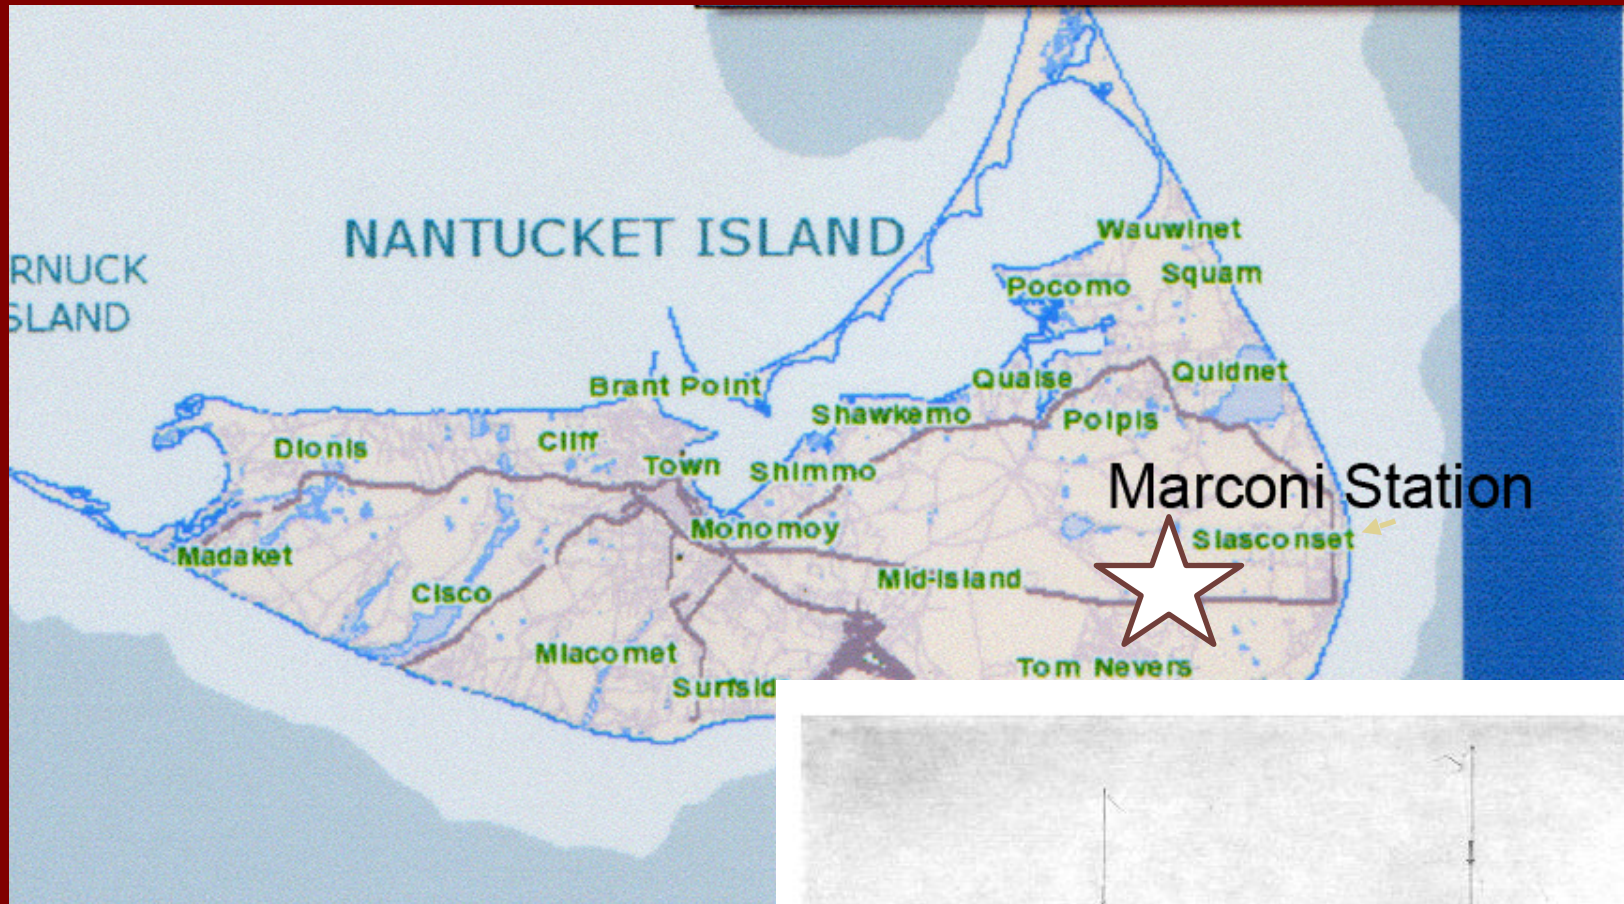 NANTUCKET ISLAND
RNUCK
SLAND
Wauwinet
Squam
Pocomo
Brant Point
Quaise
Quidnet
Shawkemo
Polpis
Dionis
Cliff
Town
Shimmo
Marconi Station
Monomoy
Siasconset
Madaket
Mid-Island
Cisco
Miacomet
Tom Nevers
Surfsid